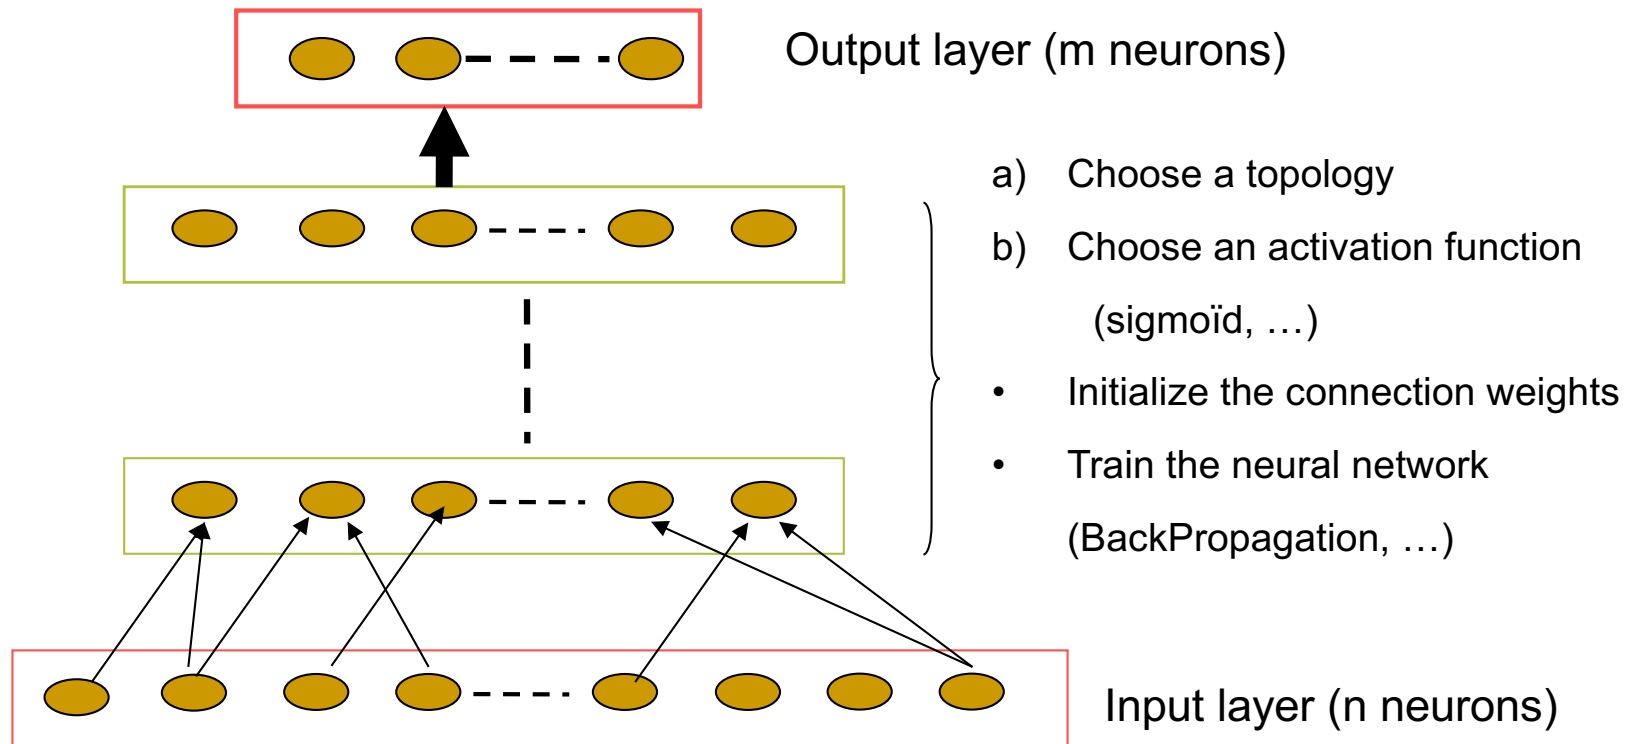 Output layer (m neurons)
a) Choose a topology
b) Choose an activation function
(sigmoïd, …)
• Initialize the connection weights
• Train the neural network
(BackPropagation, …)
Input layer (n neurons)